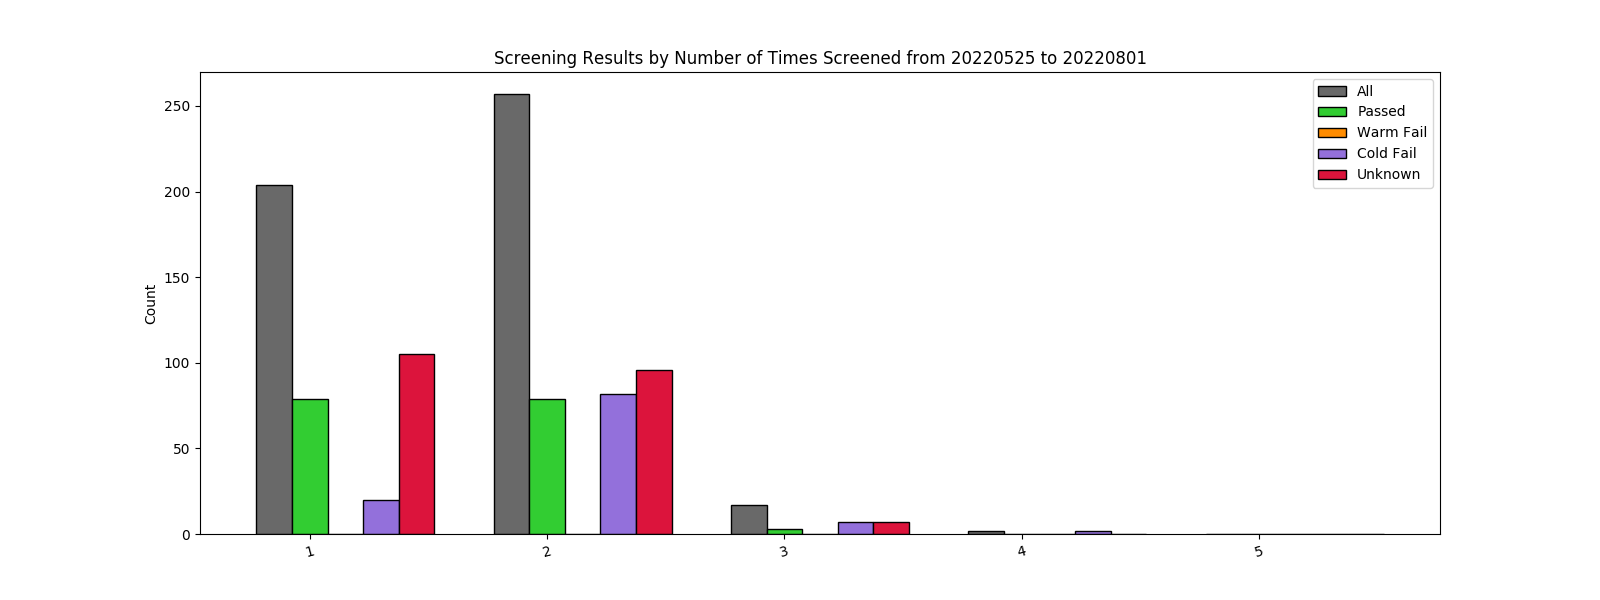 Screening Results by Number of Times Screened from 20220525 to 20220801
All
Passed
Warm Fail
Cold Fail
Unknown
250
200
150
100
50
0
Count
1 2 3 4 5